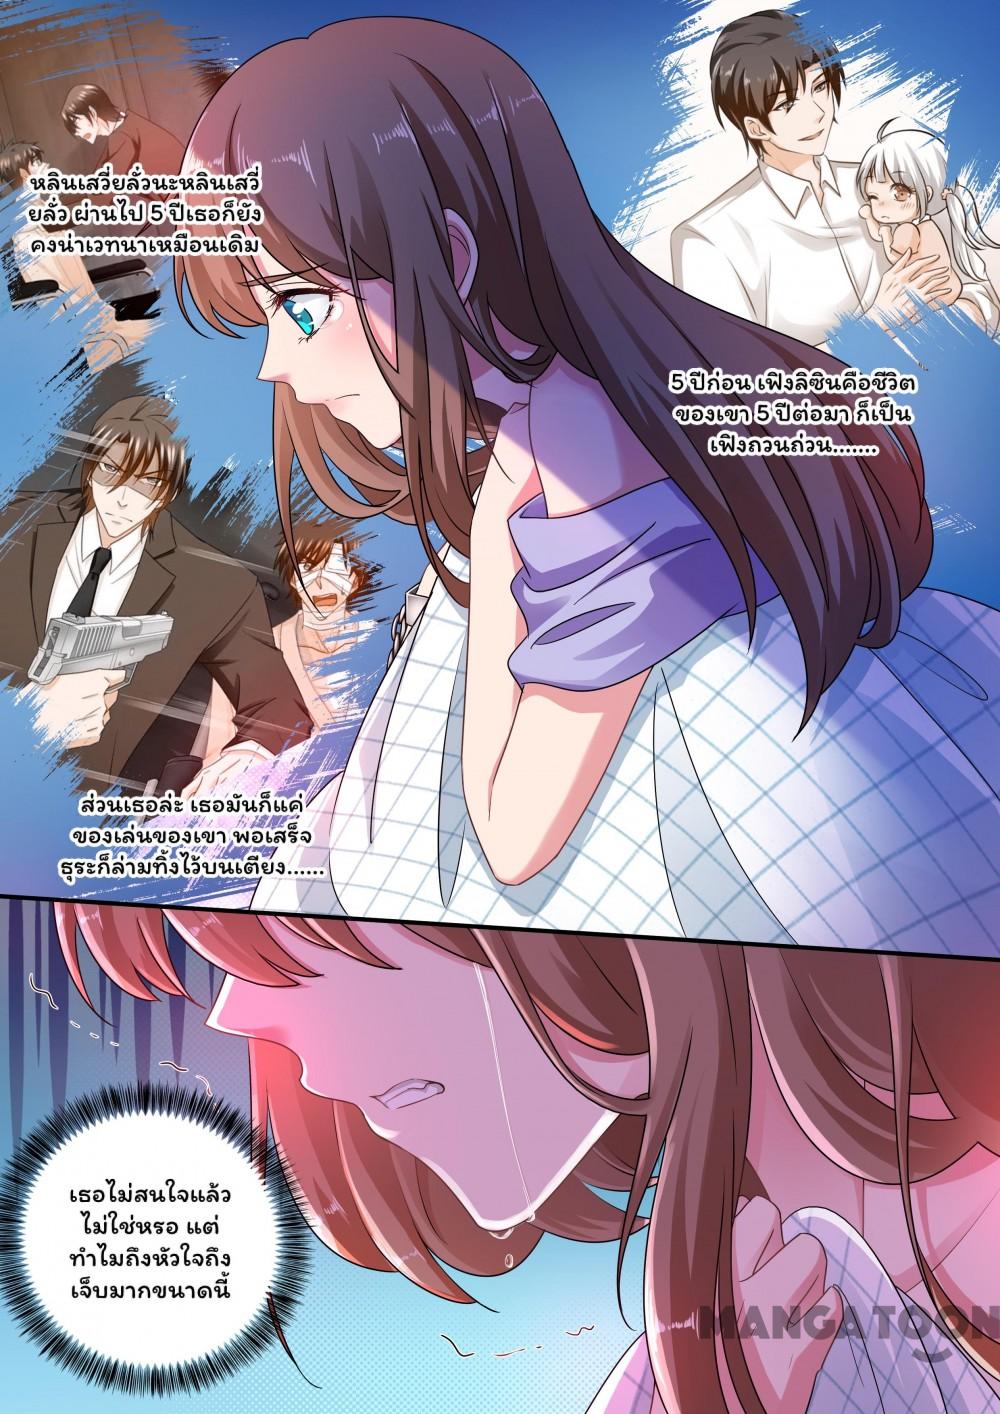 หลินเสวี่ยลั่วนะหลินเสวี่
ยลั่ว ผ่านไป 5 ปีเธอก็ยัง
คงน่าเวทนาเหมือนเดิม
5 ปีก่อน เฟิงลิซินคือชีวิต
ของเขา 5 ปีต่อมา ก็เป็น
เฟิงถวนถ่วน.......
ส่วนเธอล่ะ เธอมันก็แค่
ของเล่นของเขา พอเสร็จ
ธุระก็ล่ามทิ้งไว้บนเตียง......
เธอไม่สนใจแล้ว
ไม่ใช่หรอ แต่
ทำไมถึงหัวใจถึง
เจ็บมากขนาดนี้
MANGATOON